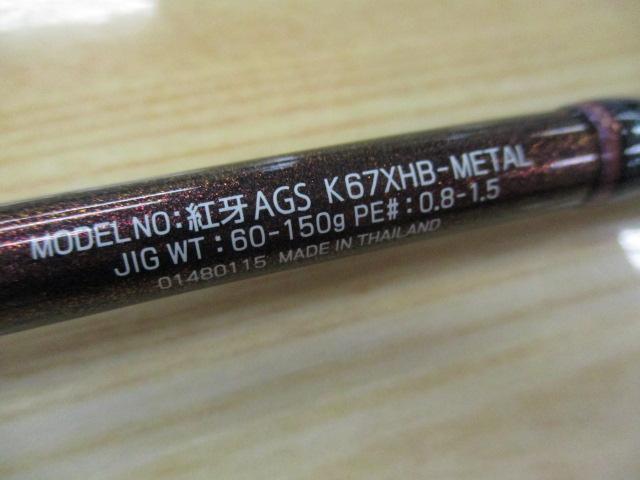 MODEL NO:紅牙AGS K67XHB-METAL
JIG WT : 60-150g PE# : 0.8-1.5
01480115 MADE IN THAILAND